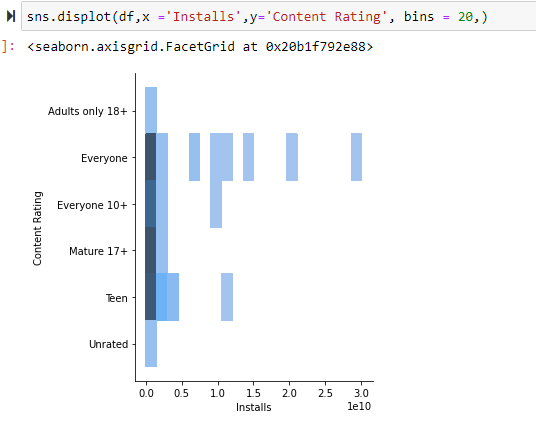 sns.displot(df,x ='Installs',y='Content Rating', bins = 20,)
]: <seaborn.axisgrid.FacetGrid at 0x20b1f792e88>
Adults only 18+
Everyone
Everyone 10+
Mature 17+
Teen
Unrated
Content Rating
0.0 0.5 1.0 1.5 2.0 2.5 3.0
1e10
Installs